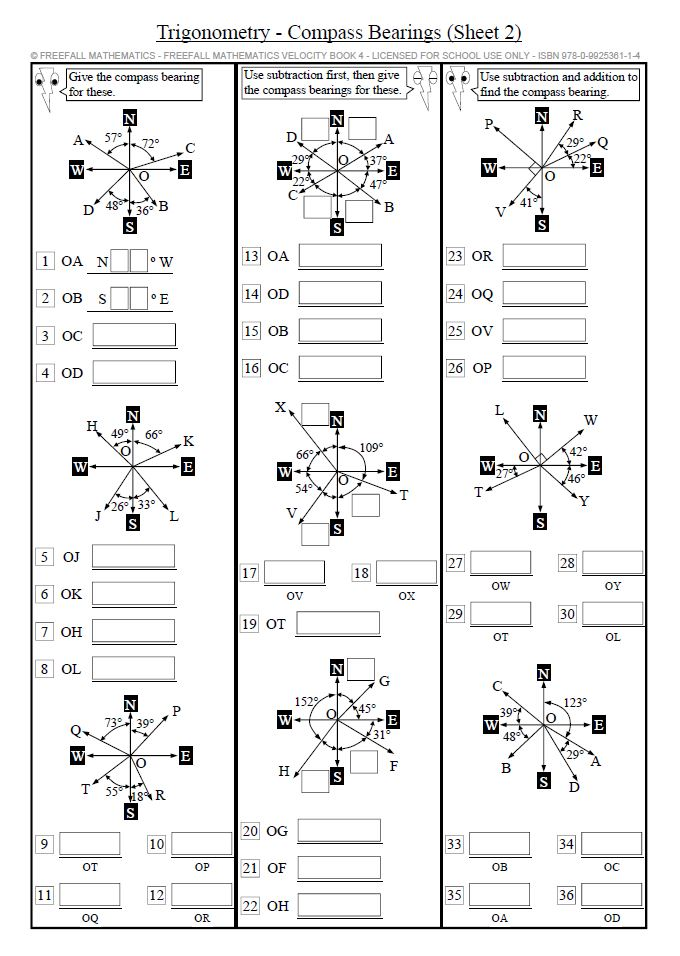 Trigonometry - Compass Bearings (Sheet 2)
© FREEFALL MATHEMATICS - FREEFALL MATHEMATICS VELOCITY BOOK 4 - LICENSED FOR SCHOOL USE ONLY - ISBN 978-0-9925361-1-4
Give the compass bearing
for these.
N
A 57° 72° C
W O E
D 48° 36° B
S
1 OA N ° W
2 OB S ° E
3 OC
4 OD
N
H 49° 66° K
O
W E
J 26° 33° L
S
5 OJ
6 OK
7 OH
8 OL
N
Q 73° 39° P
W O E
T 55° 18° R
S
9 10
OT OP
11 12
OQ OR
Use subtraction first, then give
the compass bearings for these.
N
D A
29° O 37°
W E
22° 47°
C B
S
13 OA
14 OD
15 OB
16 OC
X
N
66° 109°
W O E
54° T
V
S
17 18
OV OX
19 OT
N
G
152° 45°
W O E
31°
H F
S
20 OG
21 OF
22 OH
Use subtraction and addition to
find the compass bearing.
N
P R
29° Q
W 22° E
O
V 41°
S
23 OR
24 OQ
25 OV
26 OP
L N W
O 42°
W E
27° 46°
T Y
S
27 28
OW OY
29 30
OT OL
N
C 123°
39° O
W E
48° 29° A
B D
S
33 34
OB OC
35 36
OA OD